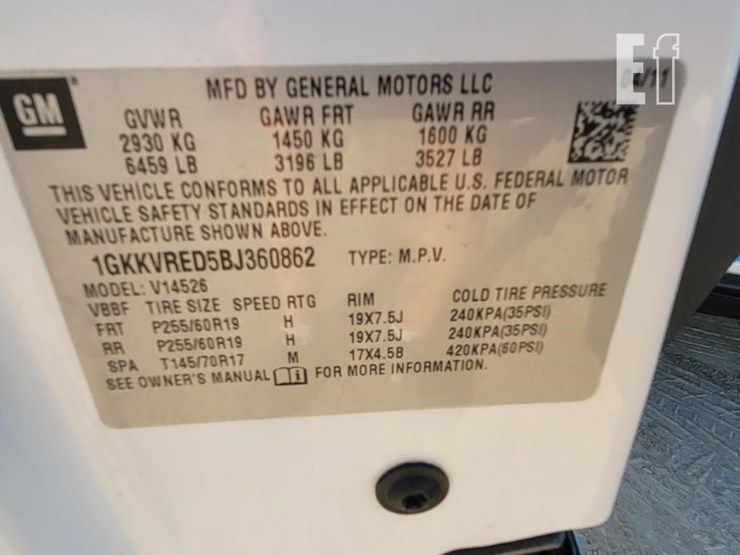 Ef
GM
MFD BY GENERAL MOTORS LLC
04/11
GVWR GAWR FRT GAWR RR
2930 KG 1450 KG 1600 KG
6459 LB 3196 LB 3527 LB
THIS VEHICLE CONFORMS TO ALL APPLICABLE U.S. FEDERAL MOTOR
VEHICLE SAFETY STANDARDS IN EFFECT ON THE DATE OF
MANUFACTURE SHOWN ABOVE.
1GKKVRED5BJ360862 TYPE: M.P.V.
MODEL: V14526
VBBF TIRE SIZE SPEED RTG RIM COLD TIRE PRESSURE
FRT P255/60R19 H 19X7.5J 240KPA(35PSI)
RR P255/60R19 H 19X7.5J 240KPA(35PSI)
SPA T145/70R17 M 17X4.5B 420KPA(60PSI)
SEE OWNER'S MANUAL i FOR MORE INFORMATION.